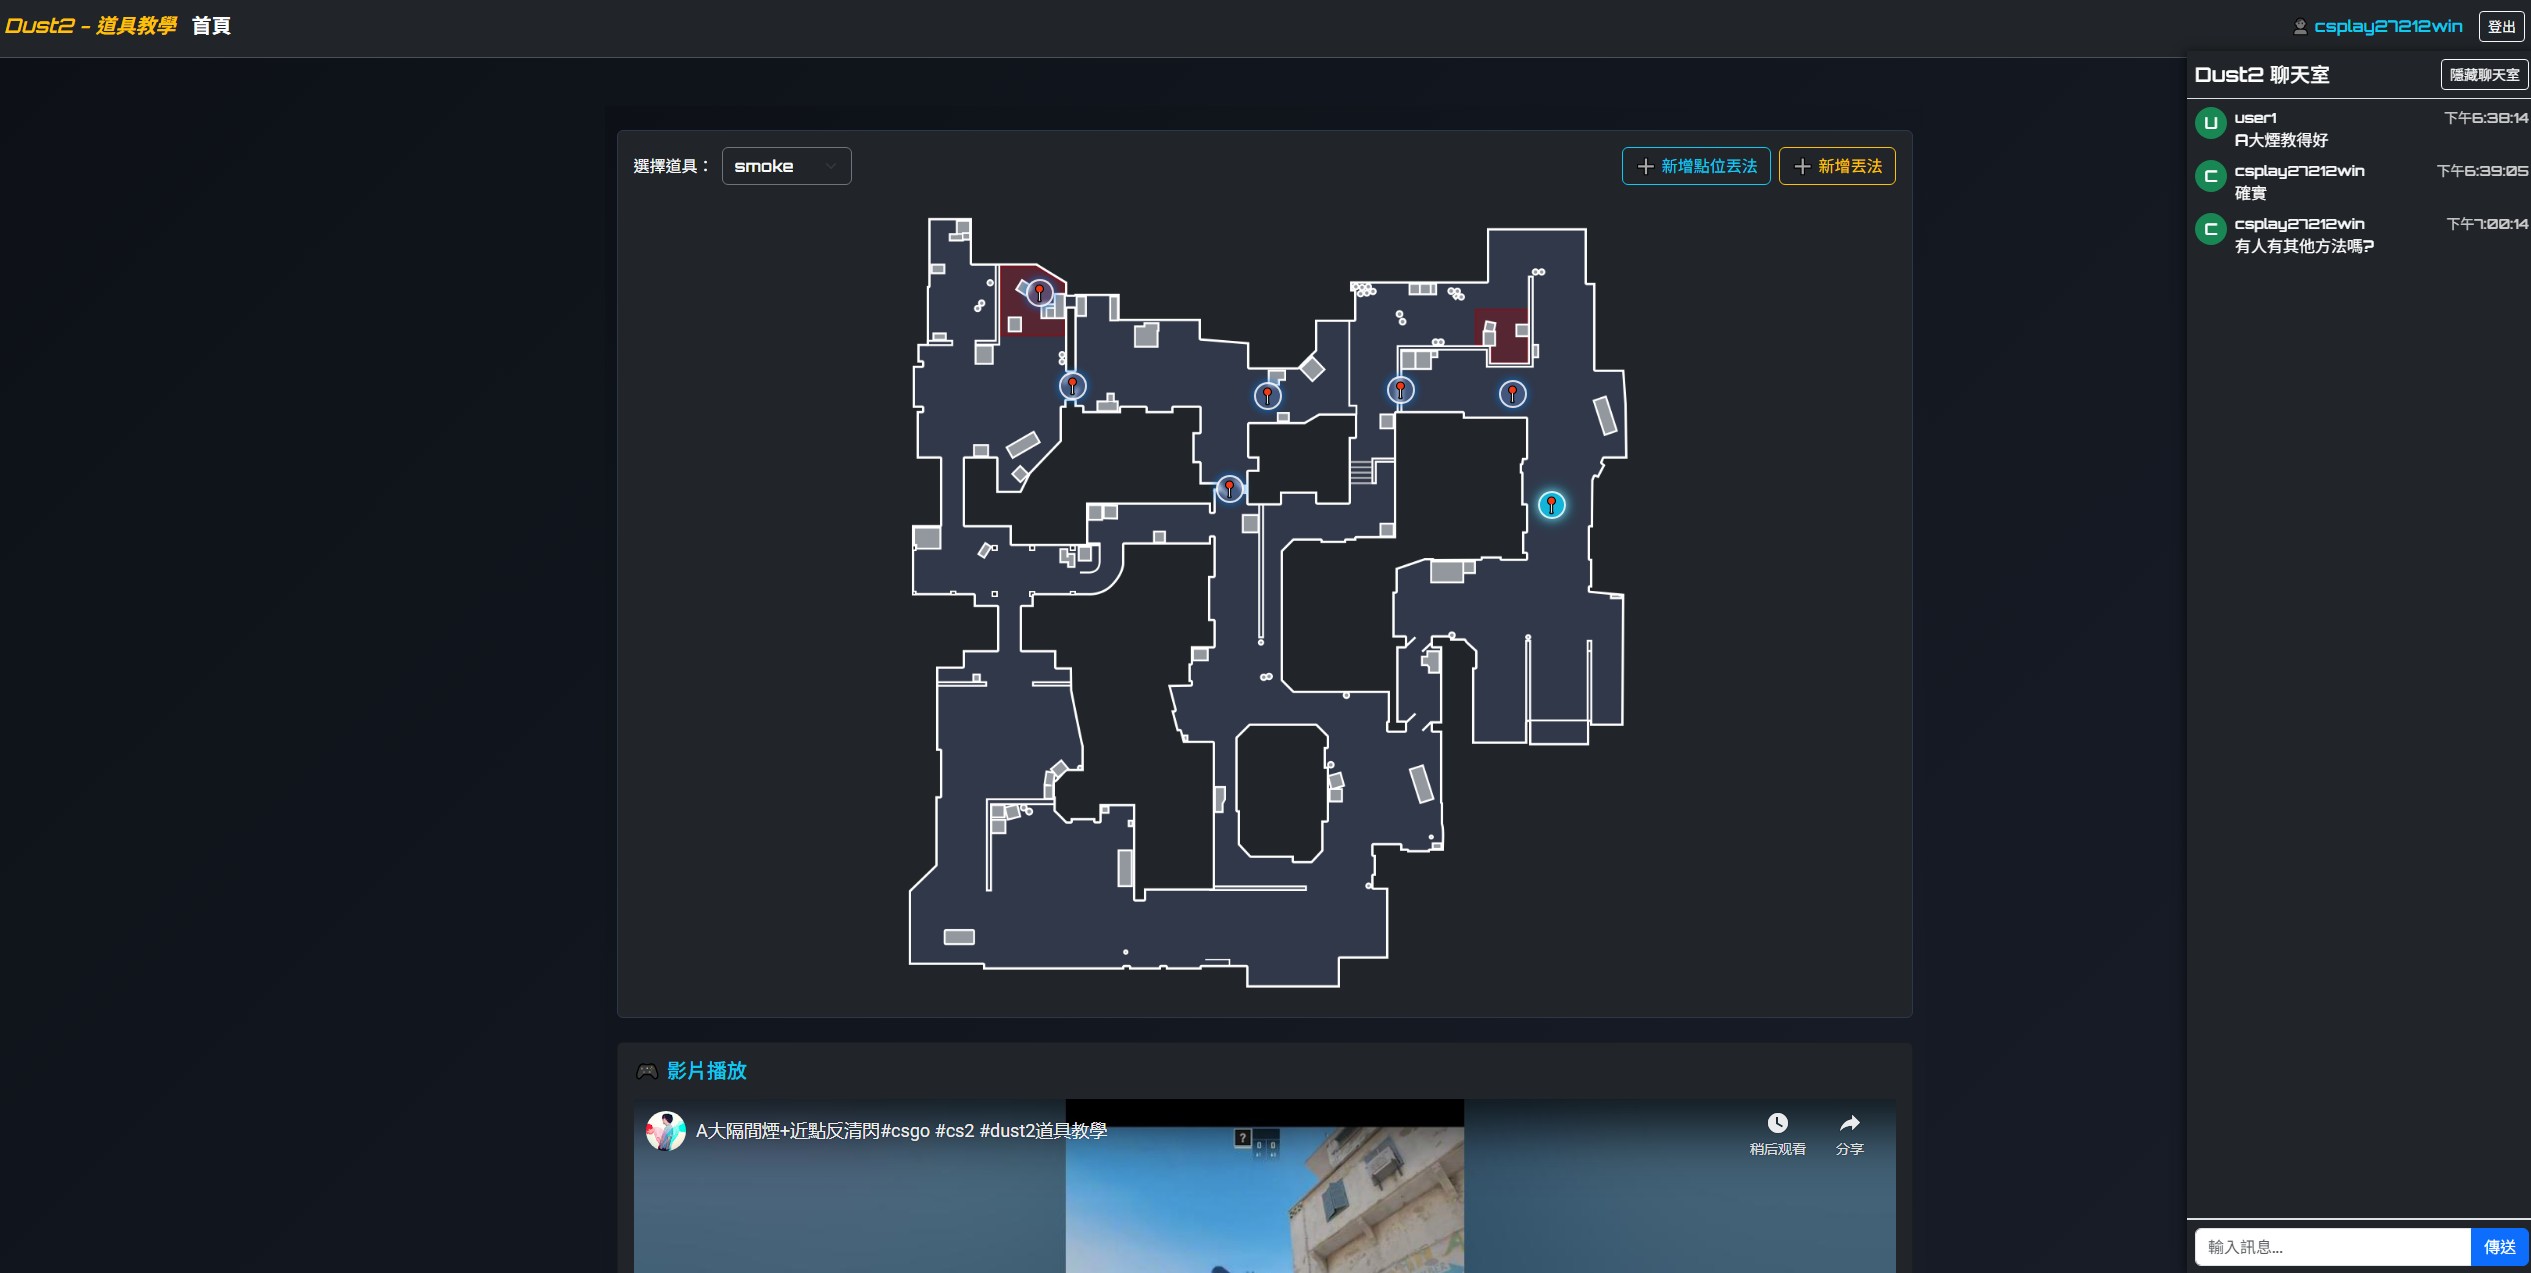 Dust2 - 道具教學 首頁
csplay27212win 登出
Dust2 聊天室 隱藏聊天室
U user1 下午6:38:14
A大煙教得好
C csplay27212win 下午6:39:05
確實
C csplay27212win 下午7:00:14
有人有其他方法嗎?
選擇道具： smoke
新增點位丟法 新增丟法
影片播放
A大隔間煙+近點反清閃#csgo #cs2 #dust2道具教學
稍后观看 分享
?
0 0
輸入訊息... 傳送